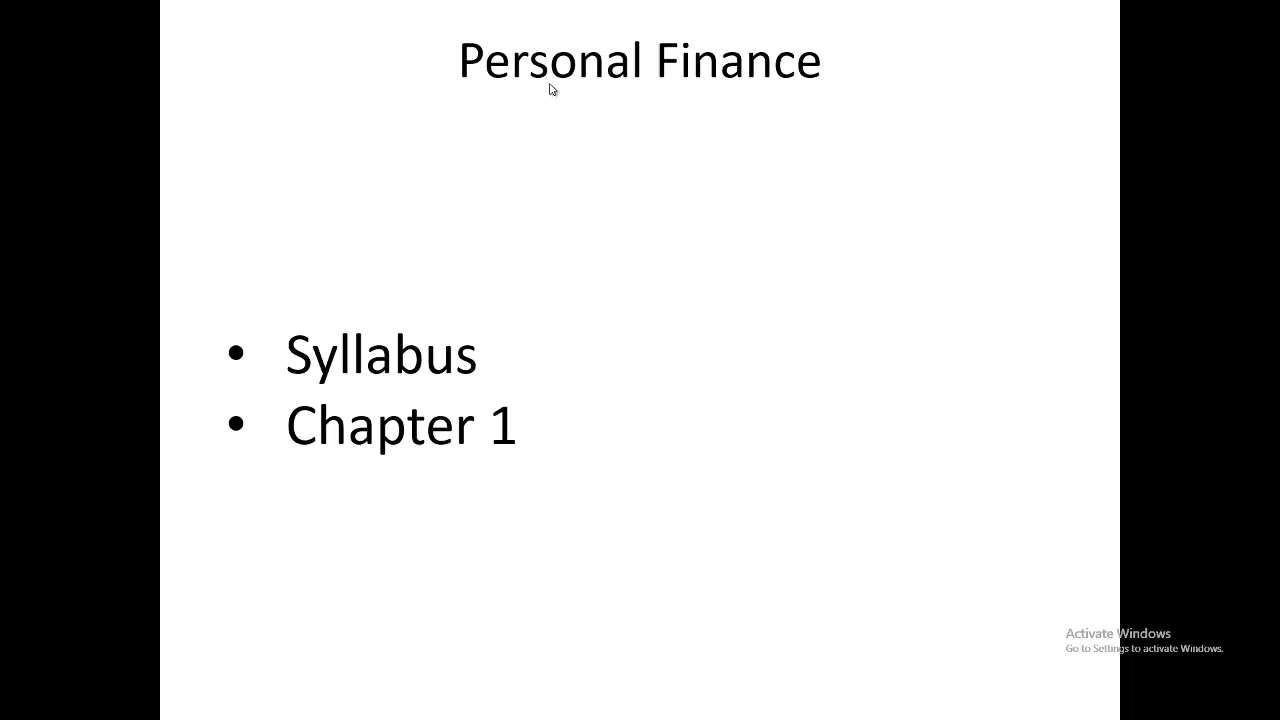 Personal Finance
• Syllabus
• Chapter 1
Activate Windows
Go to Settings to activate Windows.